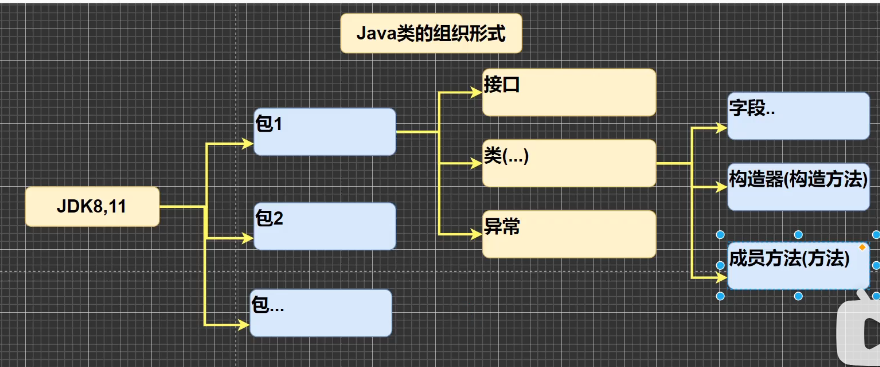 Java类的组织形式
JDK8,11
包1
包2
包...
接口
类(...)
异常
字段..
构造器(构造方法)
成员方法(方法)